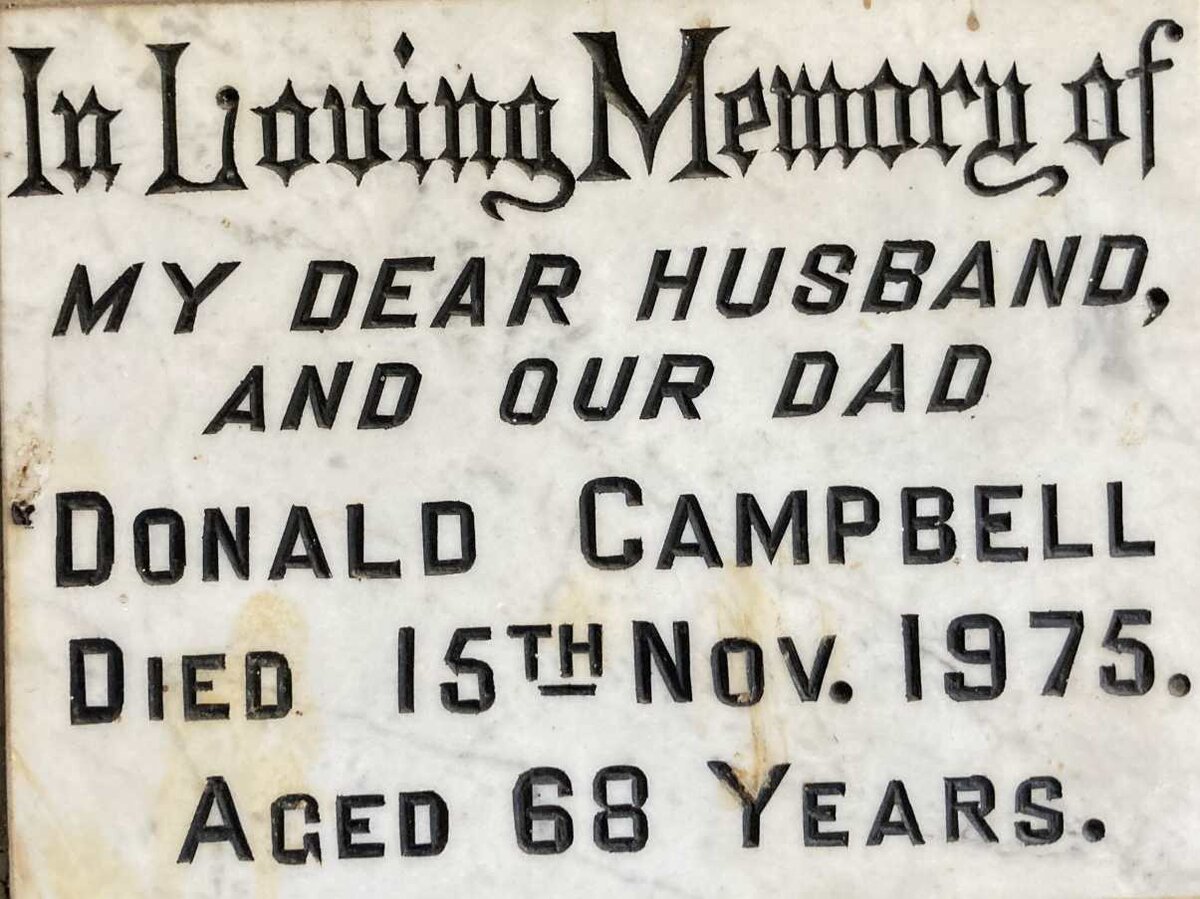 In Loving Memory of
MY DEAR HUSBAND,
AND OUR DAD
DONALD CAMPBELL
DIED 15TH NOV. 1975.
AGED 68 YEARS.